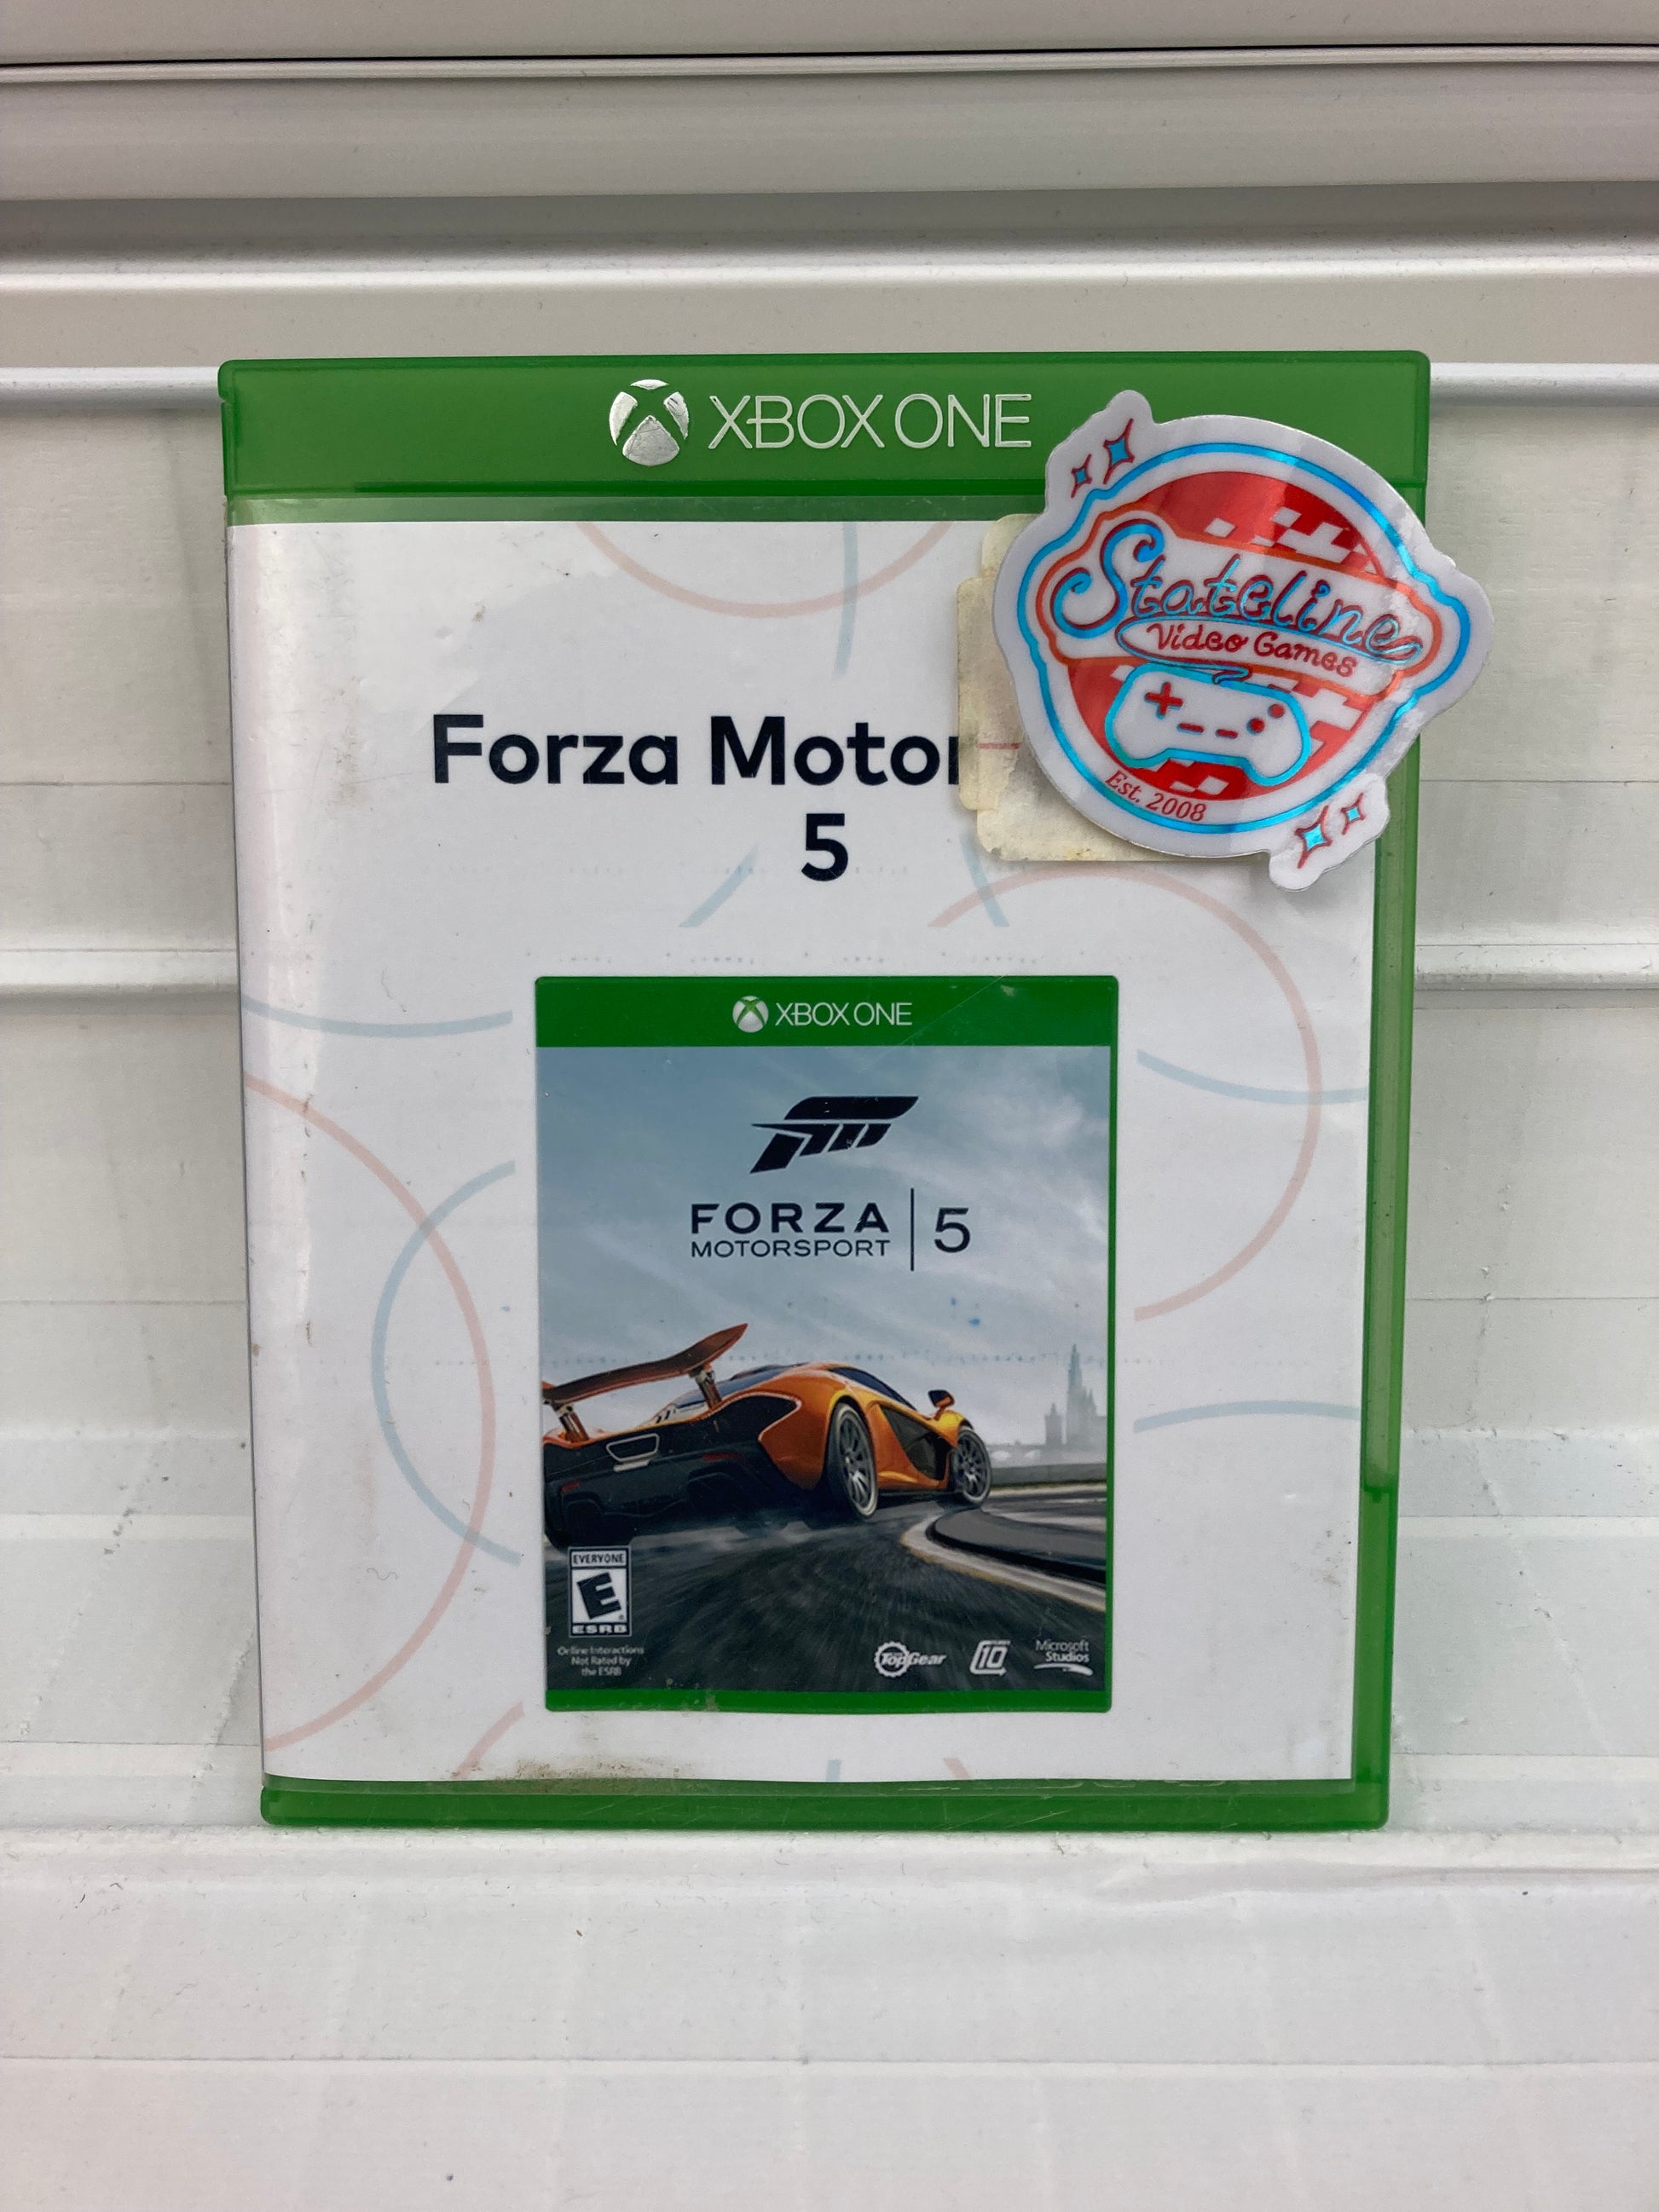 XBOX ONE
Stateline
Video Games
Est. 2008
Forza Motor
5
XBOX ONE
FORZA
MOTORSPORT
5
EVERYONE
E
ESRB
Online Interactions
Not Rated by
the ESRB
TopGear
10
Microsoft
Studios